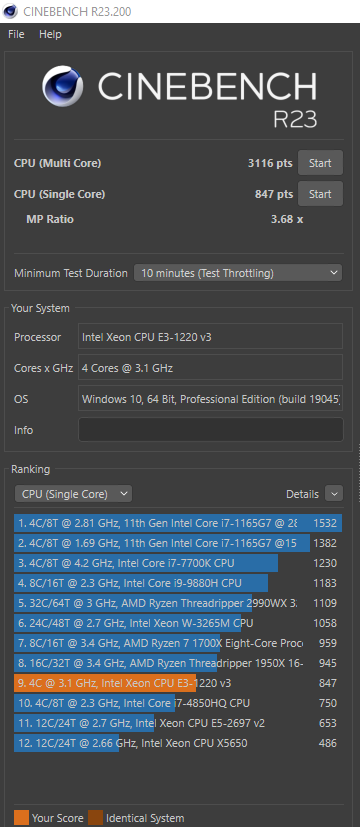 CINEBENCH R23.200
File Help
CINEBENCH
R23
CPU (Multi Core) 3116 pts Start
CPU (Single Core) 847 pts Start
MP Ratio 3.68 x
Minimum Test Duration 10 minutes (Test Throttling)
Your System
Processor Intel Xeon CPU E3-1220 v3
Cores x GHz 4 Cores @ 3.1 GHz
OS Windows 10, 64 Bit, Professional Edition (build 19045)
Info
Ranking
CPU (Single Core) Details
1. 4C/8T @ 2.81 GHz, 11th Gen Intel Core i7-1165G7 @ 28 1532
2. 4C/8T @ 1.69 GHz, 11th Gen Intel Core i7-1165G7 @15 1382
3. 4C/8T @ 4.2 GHz, Intel Core i7-7700K CPU 1230
4. 8C/16T @ 2.3 GHz, Intel Core i9-9880H CPU 1183
5. 32C/64T @ 3 GHz, AMD Ryzen Threadripper 2990WX 32 1109
6. 24C/48T @ 2.7 GHz, Intel Xeon W-3265M CPU 1058
7. 8C/16T @ 3.4 GHz, AMD Ryzen 7 1700X Eight-Core Proc 959
8. 16C/32T @ 3.4 GHz, AMD Ryzen Threadripper 1950X 16- 945
9. 4C @ 3.1 GHz, Intel Xeon CPU E3-1220 v3 847
10. 4C/8T @ 2.3 GHz, Intel Core i7-4850HQ CPU 750
11. 12C/24T @ 2.7 GHz, Intel Xeon CPU E5-2697 v2 653
12. 12C/24T @ 2.66 GHz, Intel Xeon CPU X5650 486
Your Score Identical System